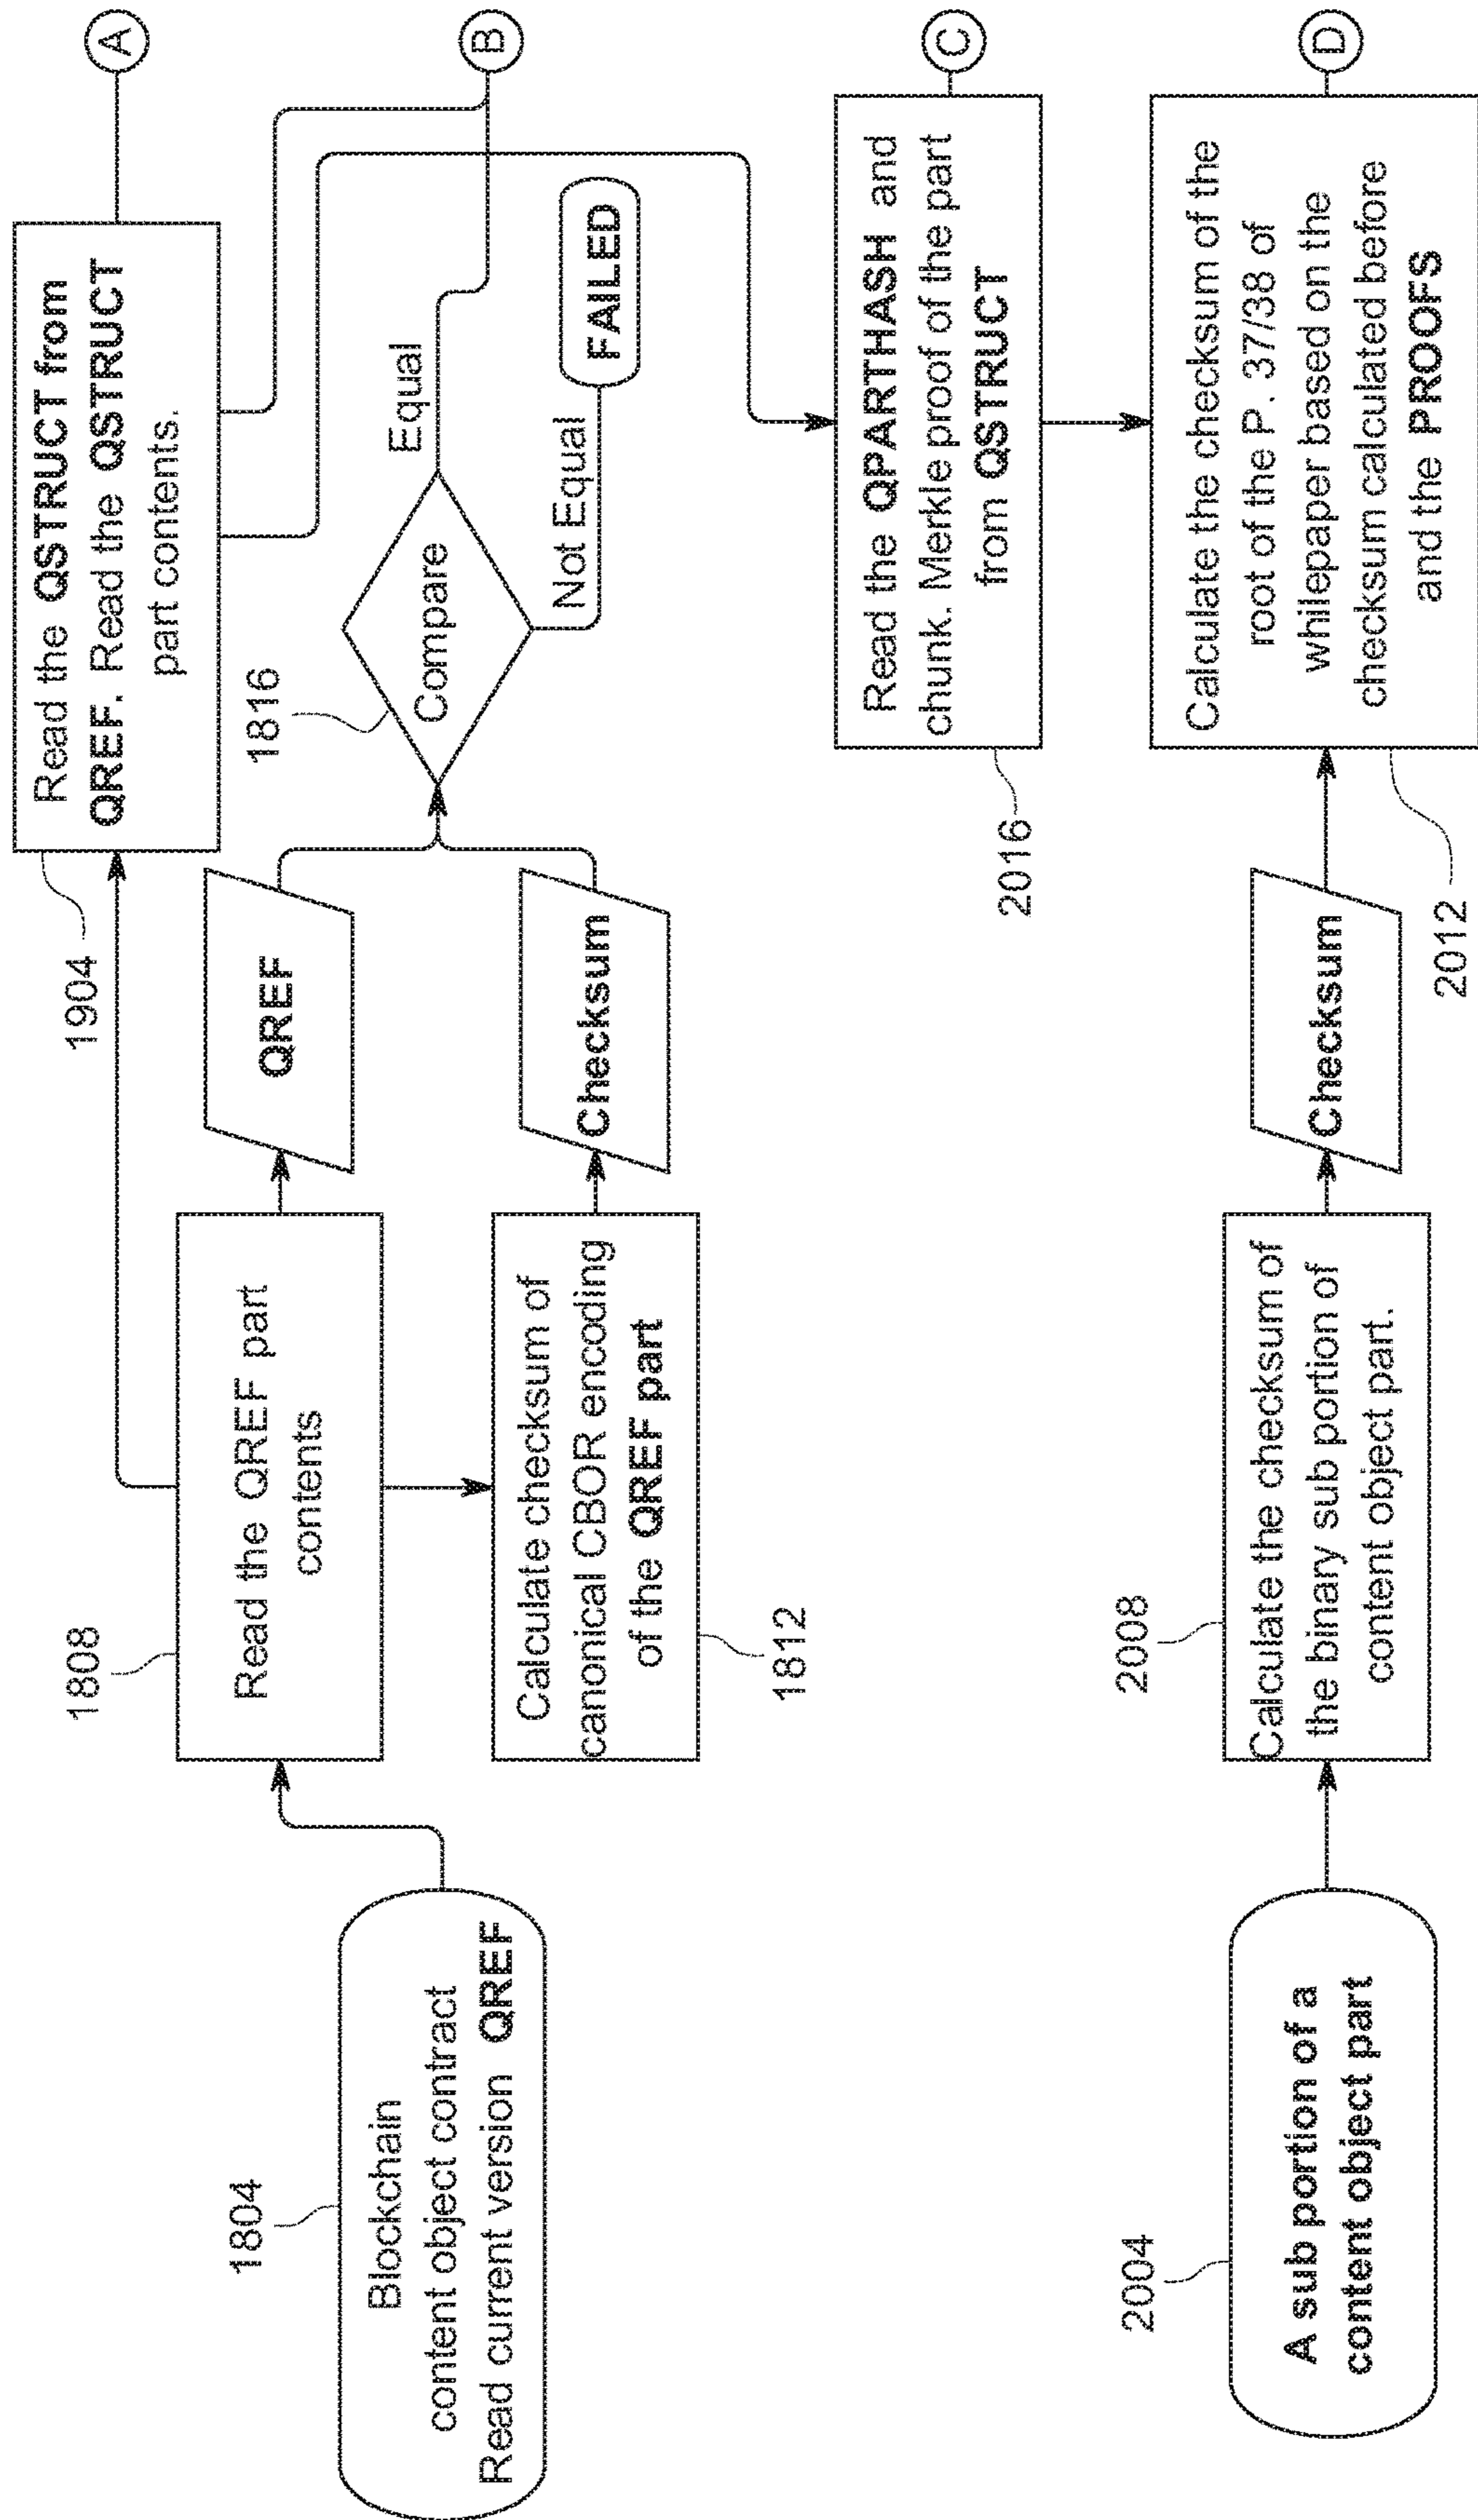 1804
Blockchain
content object contract
Read current version QREF
1808
Read the QREF part
contents
Calculate checksum of
canonical CBOR encoding
of the QREF part
1812
QREF
Checksum
1904
Read the QSTRUCT from
QREF. Read the QSTRUCT
part contents.
A
1816
Compare
Equal
Not Equal
FAILED
B
2016
Read the QPARTHASH and
chunk. Merkle proof of the part
from QSTRUCT
C
2004
A sub portion of a
content object part
2008
Calculate the checksum of
the binary sub portion of
content object part.
Checksum
2012
Calculate the checksum of the
root of the P. 37/38 of
whilepaper based on the
checksum calculated before
and the PROOFS
D